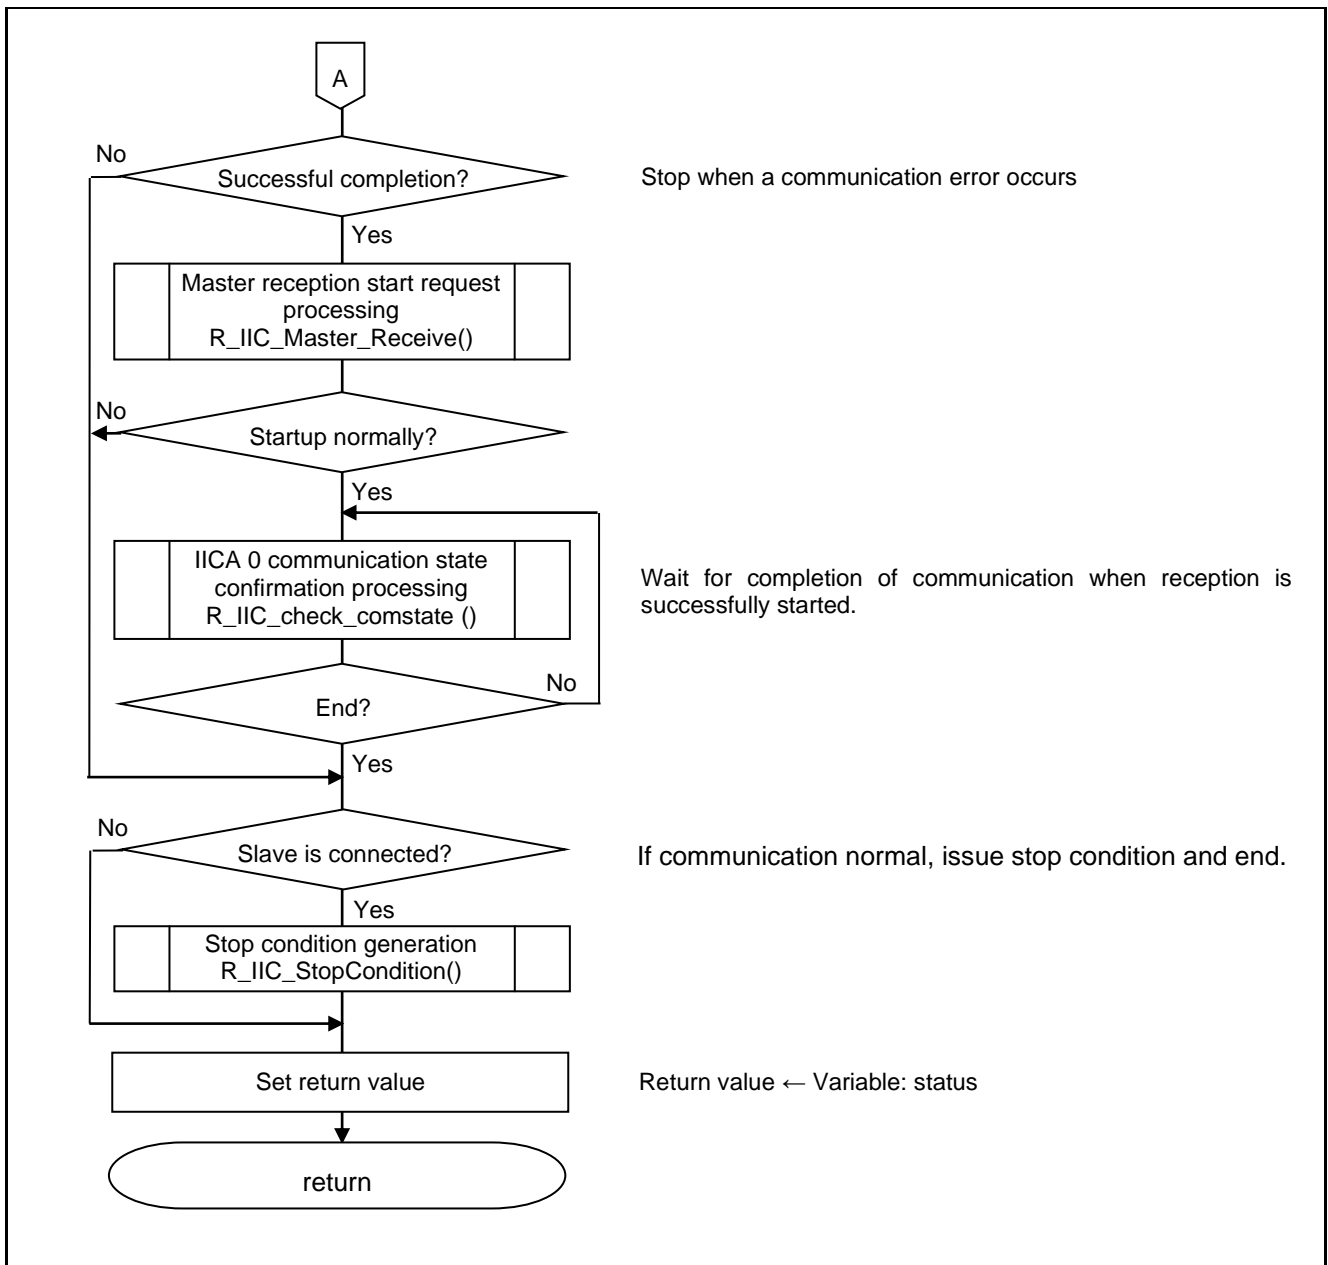 A
No
Successful completion?
Stop when a communication error occurs
Yes
Master reception start request
processing
R_IIC_Master_Receive()
No
Startup normally?
Yes
IICA 0 communication state
confirmation processing
R_IIC_check_comstate ()
Wait for completion of communication when reception is
successfully started.
No
End?
Yes
No
Slave is connected?
If communication normal, issue stop condition and end.
Yes
Stop condition generation
R_IIC_StopCondition()
Set return value
Return value ← Variable: status
return